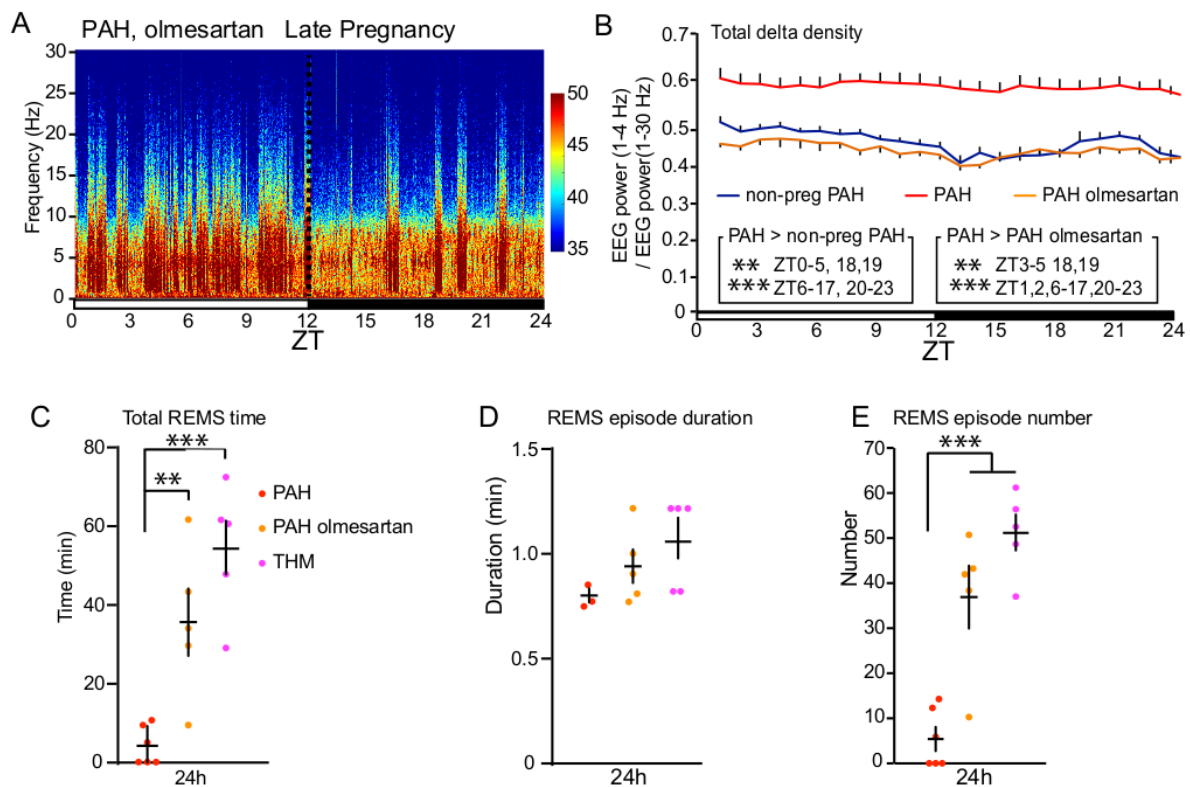 A
PAH, olmesartan Late Pregnancy
Frequency (Hz)
30
25
20
15
10
5
0
0 3 6 9 12 15 18 21 24
ZT
50
45
40
35
B
Total delta density
EEG power (1-4 Hz)
/ EEG power(1-30 Hz)
0.7
0.6
0.5
0.4
0.3
0.2
0.1
0
non-preg PAH PAH PAH olmesartan
PAH > non-preg PAH
** ZT0-5, 18,19
*** ZT6-17, 20-23
PAH > PAH olmesartan
** ZT3-5 18,19
*** ZT1,2,6-17,20-23
0 3 6 9 12 15 18 21 24
ZT
C
Total REMS time
Time (min)
80
60
40
20
0
***
**
PAH
PAH olmesartan
THM
24h
D
REMS episode duration
Duration (min)
1.5
1.0
0.5
0
24h
E
REMS episode number
Number
70
60
50
40
30
20
10
0
***
24h